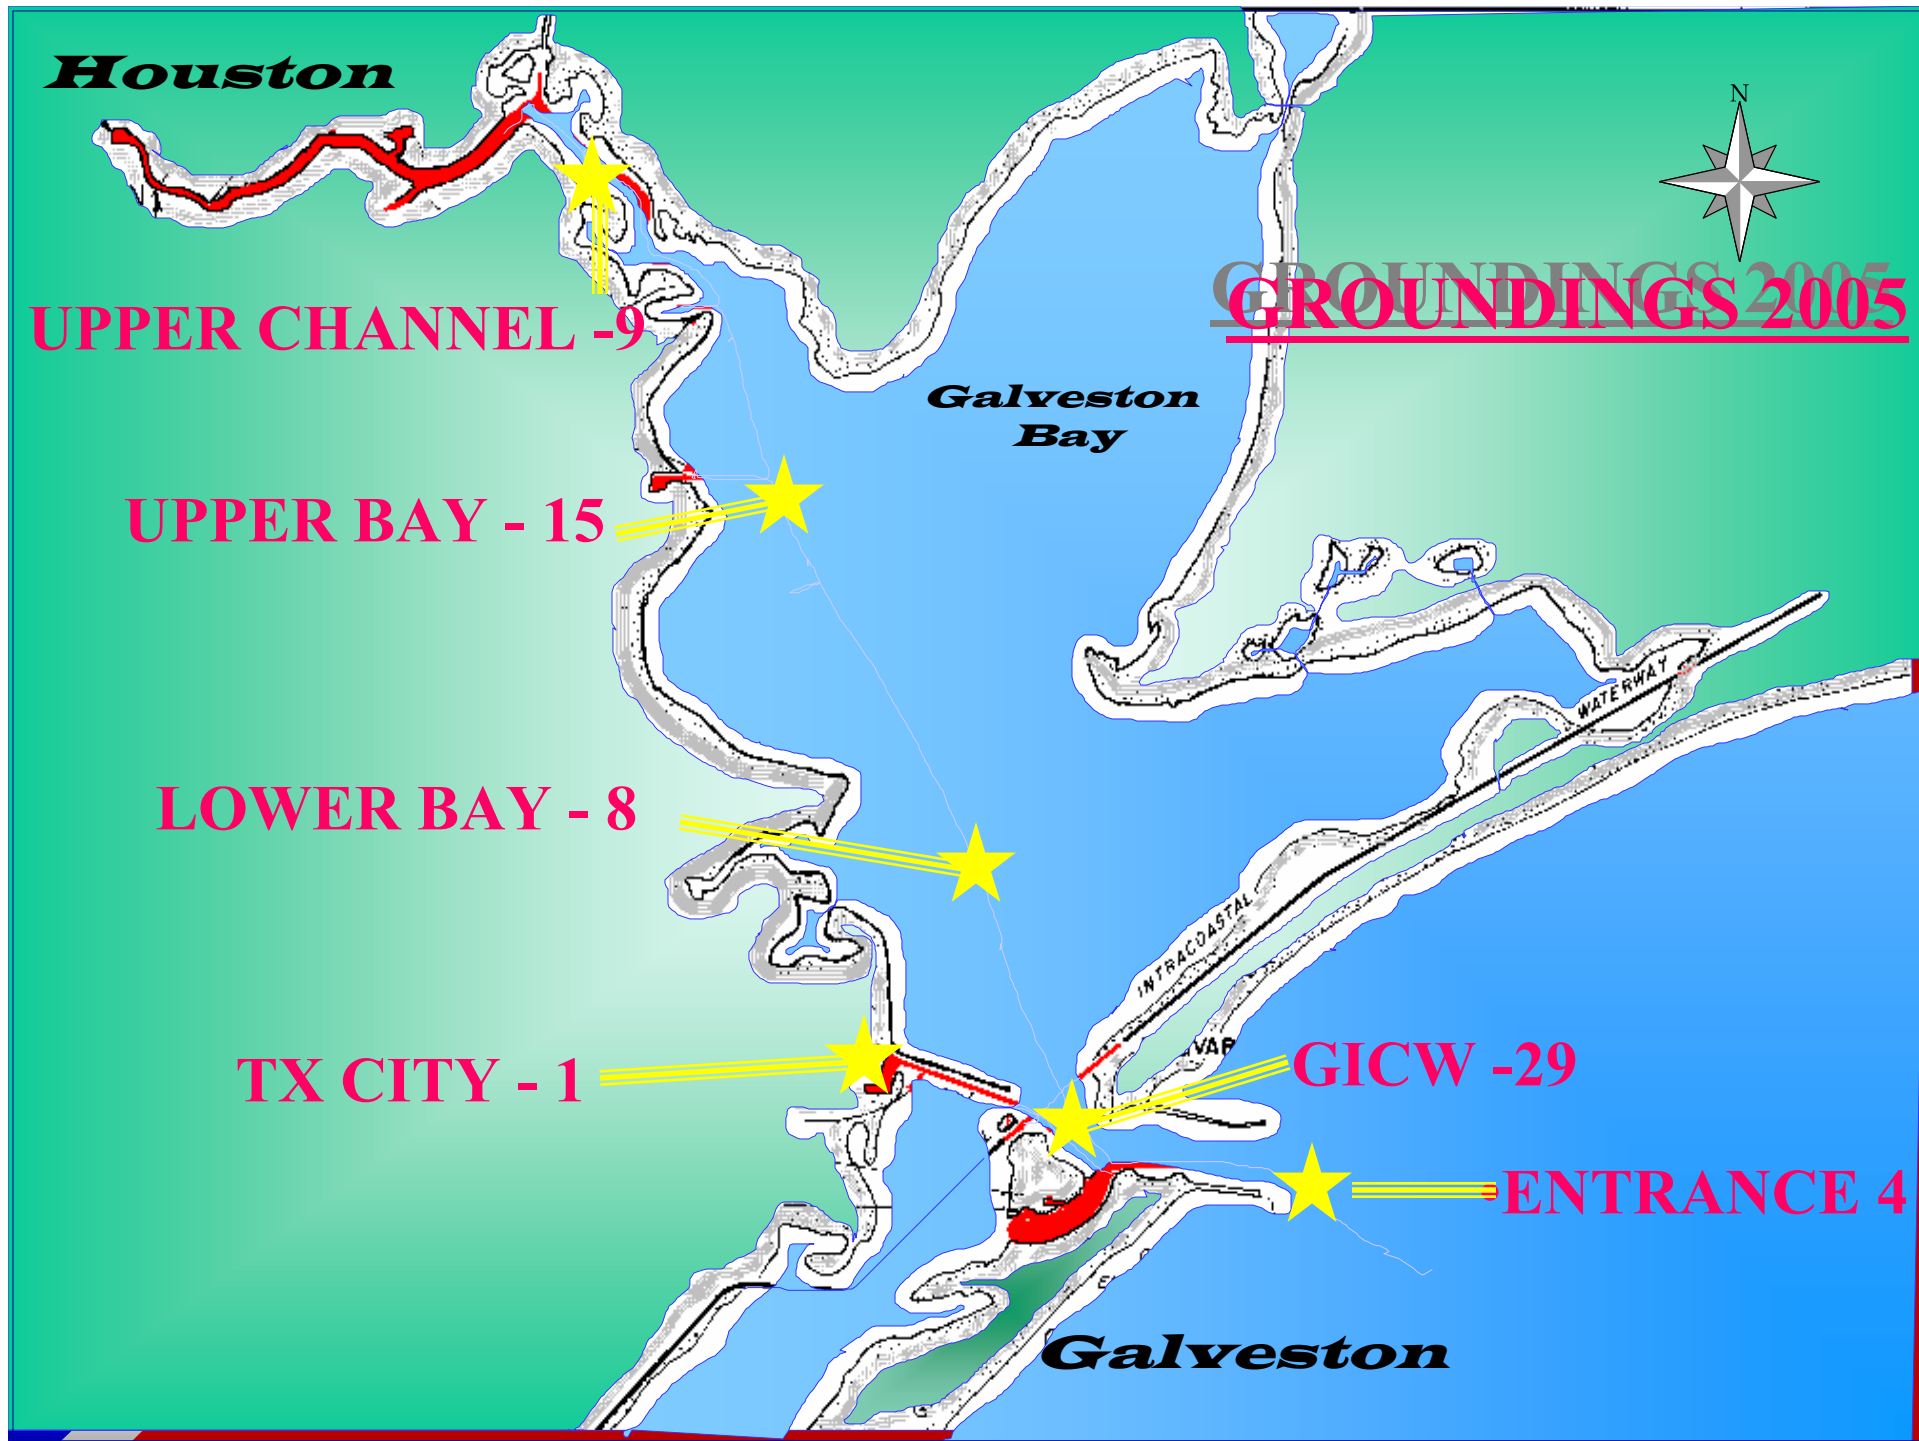 Houston
N
GROUNDINGS 2005
UPPER CHANNEL -9
Galveston
Bay
UPPER BAY - 15
WATERWAY
LOWER BAY - 8
INTRACOASTAL
VAR
GICW -29
TX CITY - 1
ENTRANCE 4
Galveston